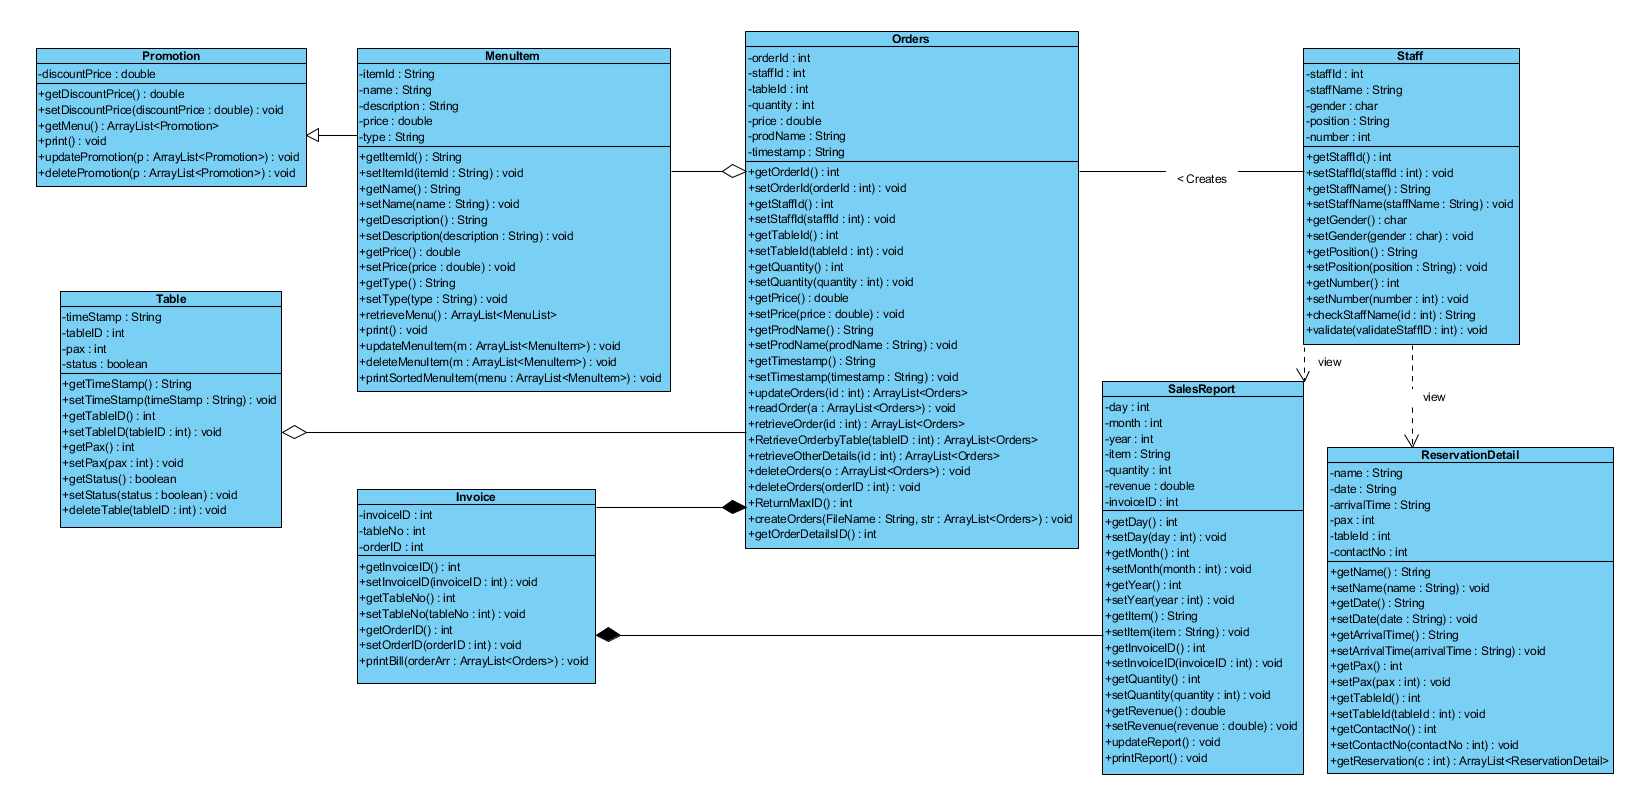 Promotion
-discountPrice : double
+getDiscountPrice() : double
+setDiscountPrice(discountPrice : double) : void
+getMenu() : ArrayList<Promotion>
+print() : void
+updatePromotion(p : ArrayList<Promotion>) : void
+deletePromotion(p : ArrayList<Promotion>) : void
MenuItem
-itemId : String
-name : String
-description : String
-price : double
-type : String
+getItemId() : String
+setItemId(itemId : String) : void
+getName() : String
+setName(name : String) : void
+getDescription() : String
+setDescription(description : String) : void
+getPrice() : double
+setPrice(price : double) : void
+getType() : String
+setType(type : String) : void
+retrieveMenu() : ArrayList<MenuList>
+print() : void
+updateMenuItem(m : ArrayList<MenuItem>) : void
+deleteMenuItem(m : ArrayList<MenuItem>) : void
+printSortedMenuItem(menu : ArrayList<MenuItem>) : void
Orders
-orderId : int
-staffId : int
-tableId : int
-quantity : int
-price : double
-prodName : String
-timestamp : String
+getOrderId() : int
+setOrderId(orderId : int) : void
+getStaffId() : int
+setStaffId(staffId : int) : void
+getTableId() : int
+setTableId(tableId : int) : void
+getQuantity() : int
+setQuantity(quantity : int) : void
+getPrice() : double
+setPrice(price : double) : void
+getProdName() : String
+setProdName(prodName : String) : void
+getTimestamp() : String
+setTimestamp(timestamp : String) : void
+updateOrders(id : int) : ArrayList<Orders>
+readOrder(a : ArrayList<Orders>) : void
+retrieveOrder(id : int) : ArrayList<Orders>
+RetrieveOrderbyTable(tableID : int) : ArrayList<Orders>
+retrieveOtherDetails(id : int) : ArrayList<Orders>
+deleteOrders(o : ArrayList<Orders>) : void
+deleteOrders(orderID : int) : void
+ReturnMaxID() : int
+createOrders(FileName : String, str : ArrayList<Orders>) : void
+getOrderDetailsID() : int
< Creates
Staff
-staffId : int
-staffName : String
-gender : char
-position : String
-number : int
+getStaffId() : int
+setStaffId(staffId : int) : void
+getStaffName() : String
+setStaffName(staffName : String) : void
+getGender() : char
+setGender(gender : char) : void
+getPosition() : String
+setPosition(position : String) : void
+getNumber() : int
+setNumber(number : int) : void
+checkStaffName(id : int) : String
+validate(validateStaffID : int) : void
view
view
Table
-timeStamp : String
-tableID : int
-pax : int
-status : boolean
+getTimeStamp() : String
+setTimeStamp(timeStamp : String) : void
+getTableID() : int
+setTableID(tableID : int) : void
+getPax() : int
+setPax(pax : int) : void
+getStatus() : boolean
+setStatus(status : boolean) : void
+deleteTable(tableID : int) : void
Invoice
-invoiceID : int
-tableNo : int
-orderID : int
+getInvoiceID() : int
+setInvoiceID(invoiceID : int) : void
+getTableNo() : int
+setTableNo(tableNo : int) : void
+getOrderID() : int
+setOrderID(orderID : int) : void
+printBill(orderArr : ArrayList<Orders>) : void
SalesReport
-day : int
-month : int
-year : int
-item : String
-quantity : int
-revenue : double
-invoiceID : int
+getDay() : int
+setDay(day : int) : void
+getMonth() : int
+setMonth(month : int) : void
+getYear() : int
+setYear(year : int) : void
+getItem() : String
+setItem(item : String) : void
+getInvoiceID() : int
+setInvoiceID(invoiceID : int) : void
+getQuantity() : int
+setQuantity(quantity : int) : void
+getRevenue() : double
+setRevenue(revenue : double) : void
+updateReport() : void
+printReport() : void
ReservationDetail
-name : String
-date : String
-arrivalTime : String
-pax : int
-tableId : int
-contactNo : int
+getName() : String
+setName(name : String) : void
+getDate() : String
+setDate(date : String) : void
+getArrivalTime() : String
+setArrivalTime(arrivalTime : String) : void
+getPax() : int
+setPax(pax : int) : void
+getTableId() : int
+setTableId(tableId : int) : void
+getContactNo() : int
+setContactNo(contactNo : int) : void
+getReservation(c : int) : ArrayList<ReservationDetail>